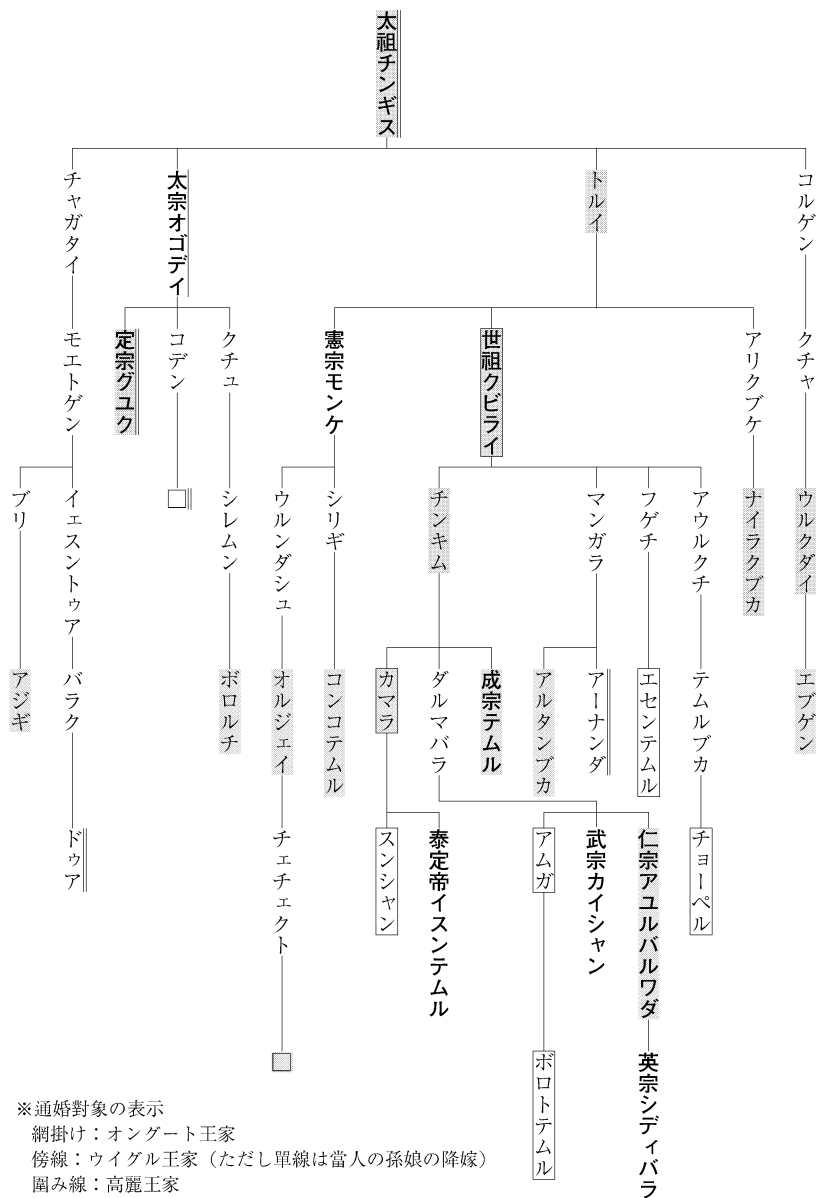 太祖チンギス
コルゲン
トルイ
太宗オゴデイ
チャガタイ
クチャ
アリクブケ
世祖クビライ
憲宗モンケ
クチュ
コデン
定宗グユク
モエトゲン
ウルクダイ
ナイラクブカ
アウルクチ
フゲチ
マンガラ
チンキム
シリギ
ウルンダシュ
シレムン
イェスントゥア
ブリ
エブゲン
テムルブカ
エセンテムル
アーナンダ
アルタンブカ
成宗テムル
ダルマバラ
カマラ
コンコテムル
オルジェイ
ボロルチ
バラク
アジギ
チョーペル
仁宗アユルバルワダ
武宗カイシャン
アムガ
泰定帝イスンテムル
スンシャン
チェチェクト
ドゥア
英宗シディバラ
ボロトテムル
※通婚對象の表示
網掛け：オングート王家
傍線：ウイグル王家（ただし單線は當人の孫娘の降嫁）
圍み線：高麗王家